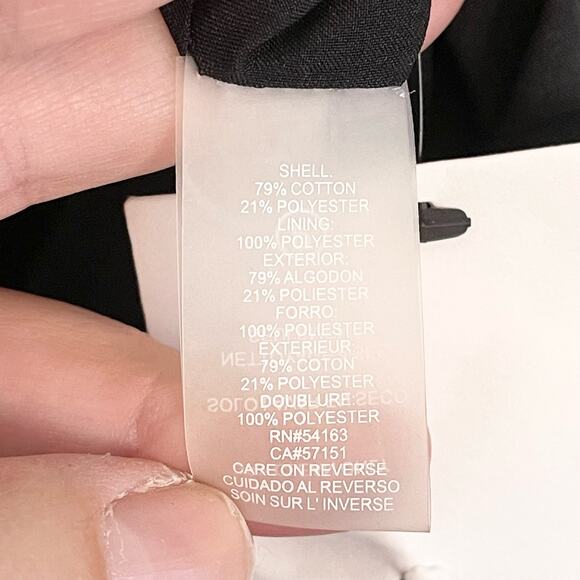 SHELL:
79% COTTON
21% POLYESTER
LINING:
100% POLYESTER
EXTERIOR:
79% ALGODON
21% POLIESTER
FORRO:
100% POLIESTER
EXTERIEUR:
79% COTON
21% POLYESTER
DOUBLURE:
100% POLYESTER
RN#54163
CA#57151
CARE ON REVERSE
CUIDADO AL REVERSO
SOIN SUR L' INVERSE